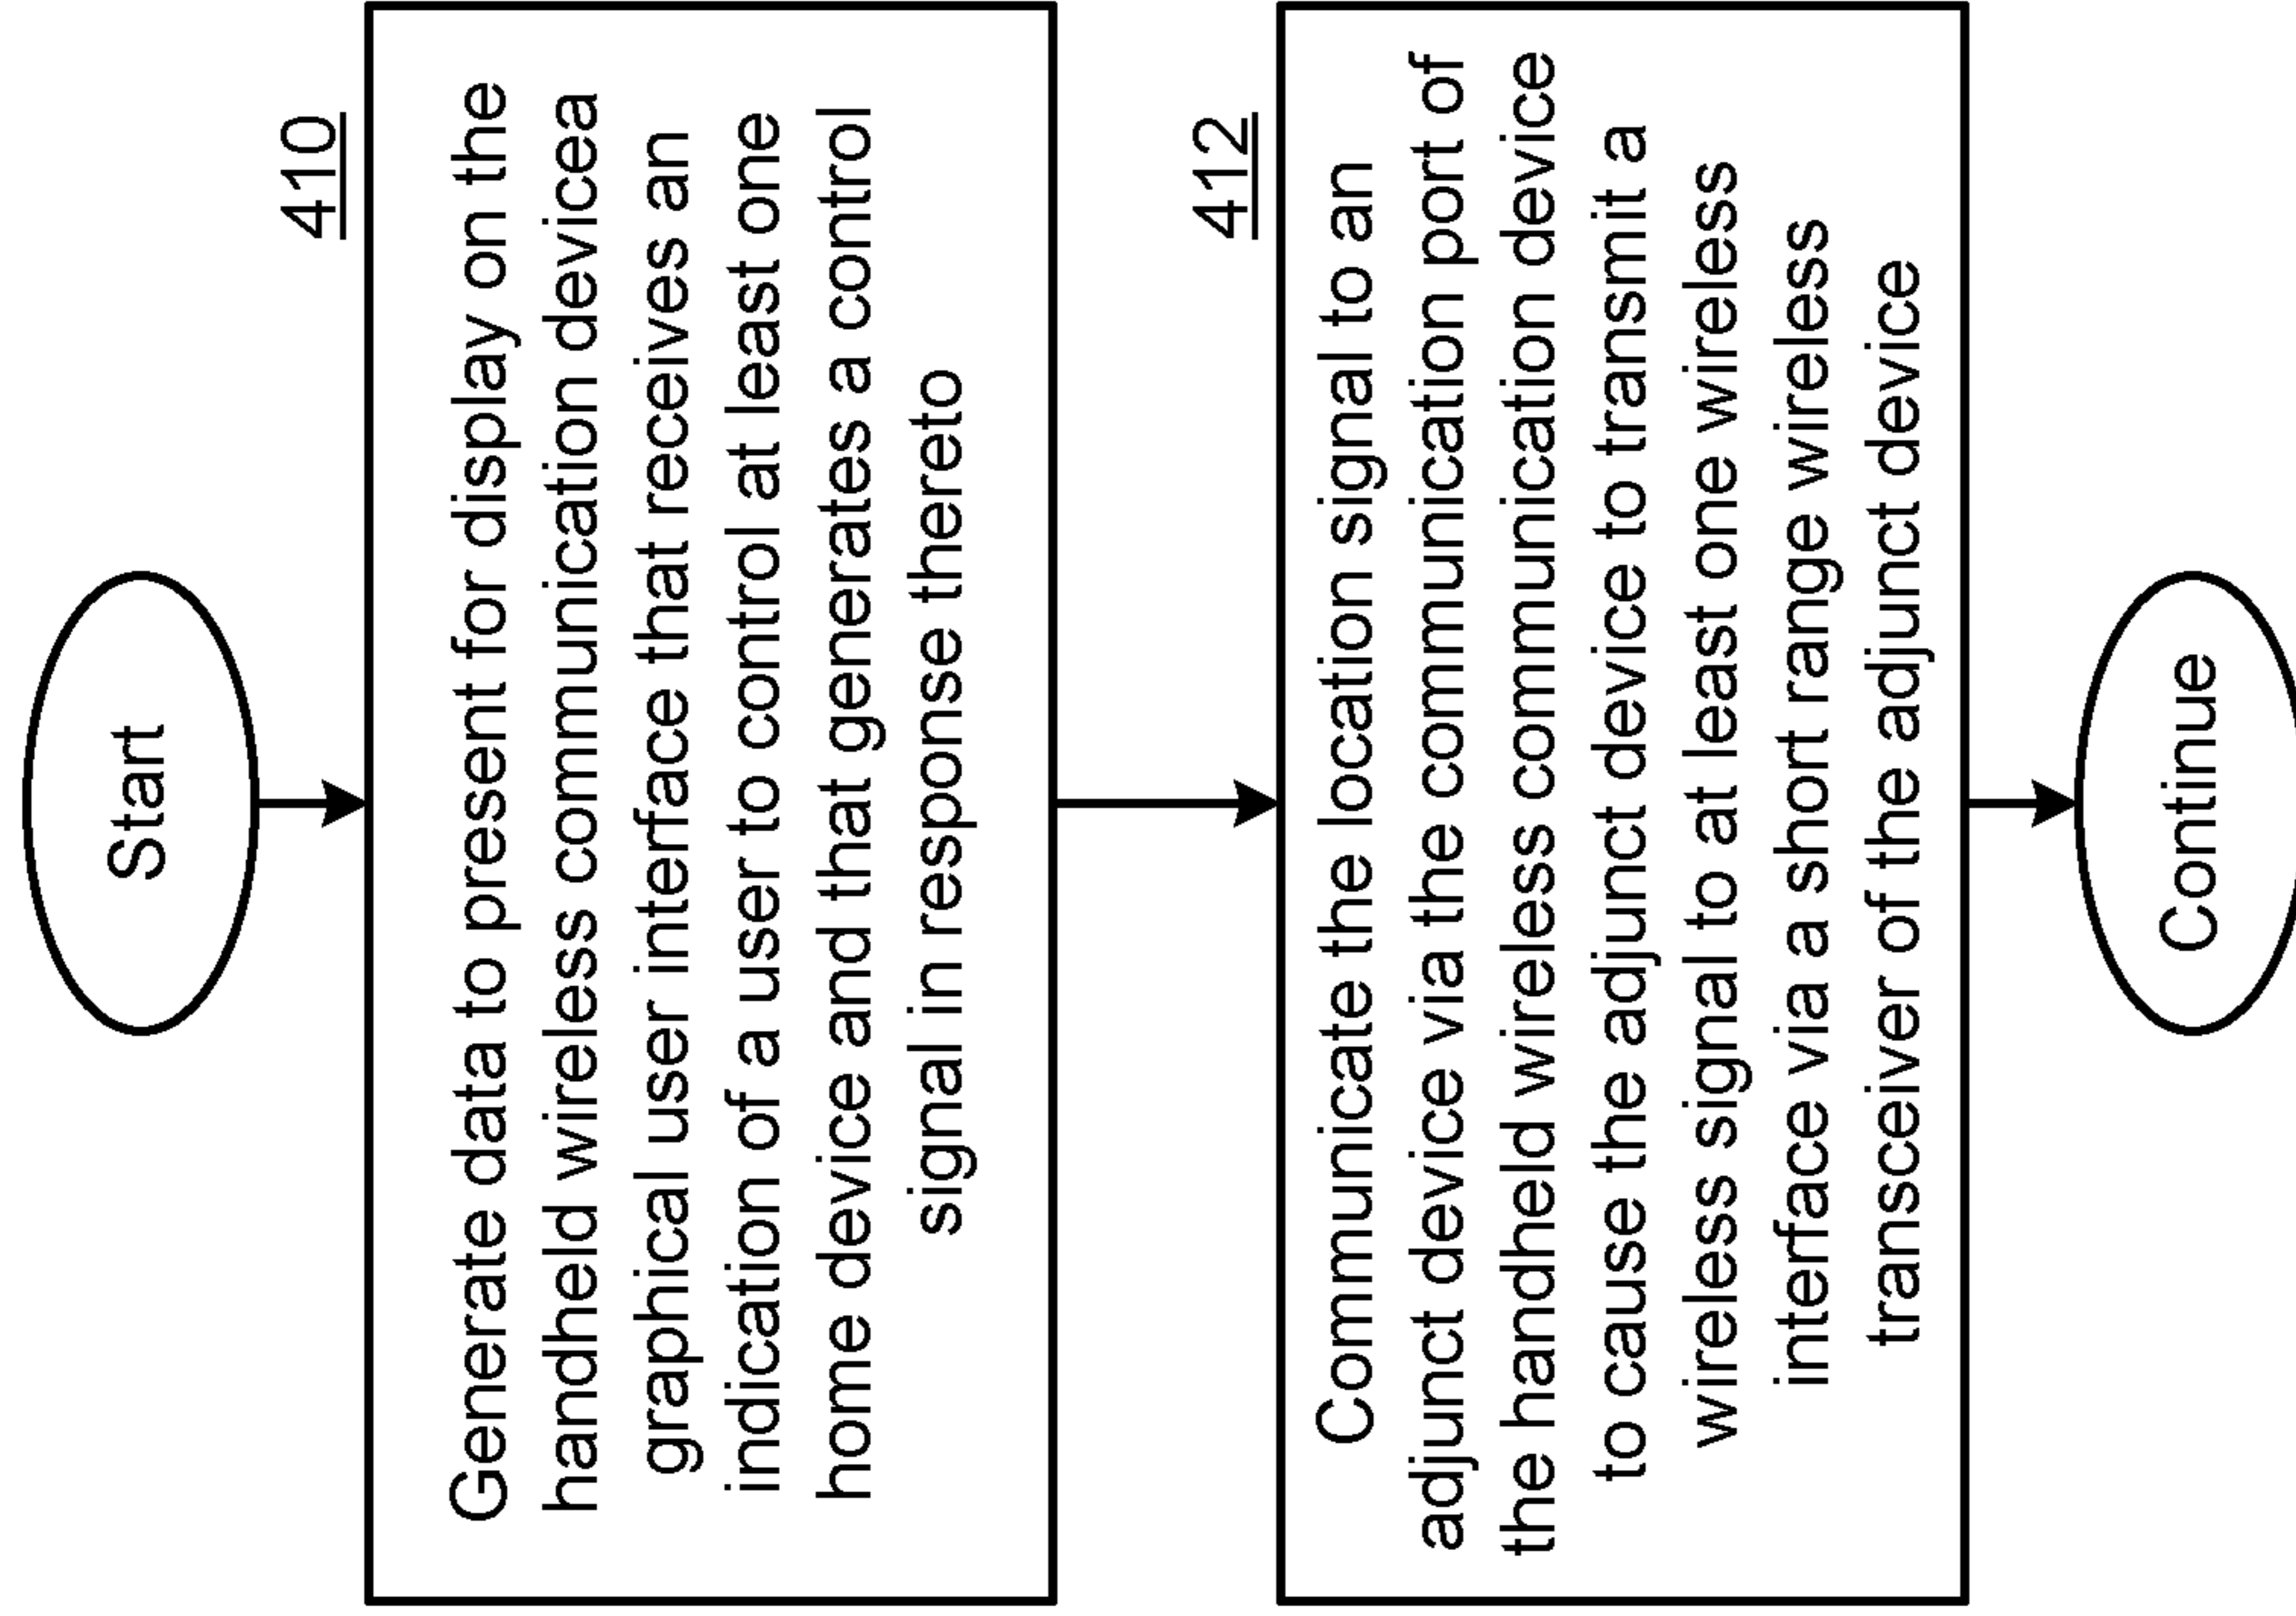 Start
410
Generate data to present for display on the
handheld wireless communication devicea
graphical user interface that receives an
indication of a user to control at least one
home device and that generates a control
signal in response thereto
412
Communicate the location signal to an
adjunct device via the communication port of
the handheld wireless communication device
to cause the adjunct device to transmit a
wireless signal to at least one wireless
interface via a short range wireless
transceiver of the adjunct device
Continue